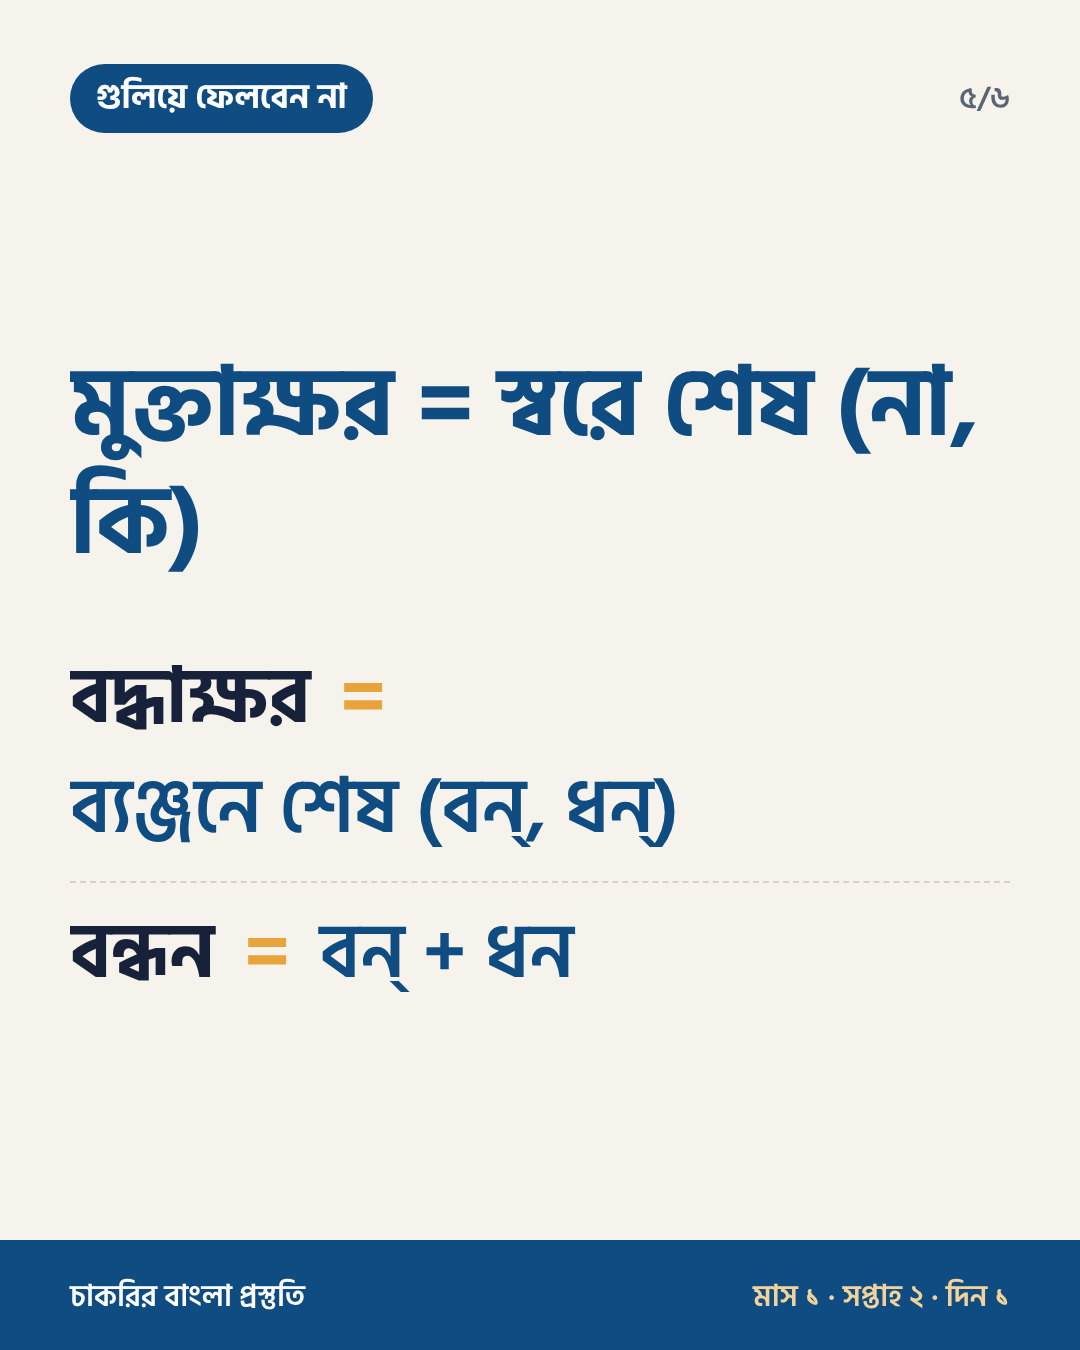 গুলিয়ে ফেলবেন না
৫/৬
মুক্তাক্ষর = স্বরে শেষ (না,
কি)
বদ্ধাক্ষর =
ব্যঞ্জনে শেষ (বন্, ধন্)
বন্ধন = বন্ + ধন
চাকরির বাংলা প্রস্তুতি
মাস ১ · সপ্তাহ ২ · দিন ১